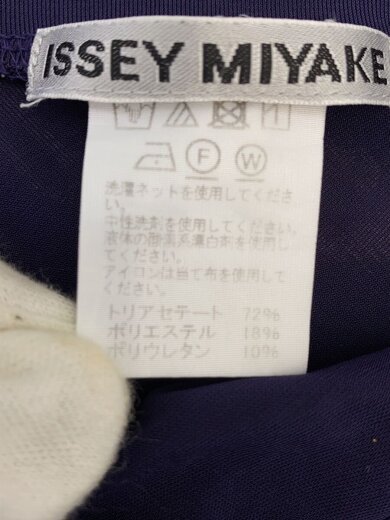 ISSEY MIYAKE
F W
洗濯ネットを使用してくださ
い。
中性洗剤を使用してください。
液体の酸素系漂白剤を使用して
ください。
アイロンは当て布を使用して
ください。
トリアセテート 72%
ポリエステル 18%
ポリウレタン 10%